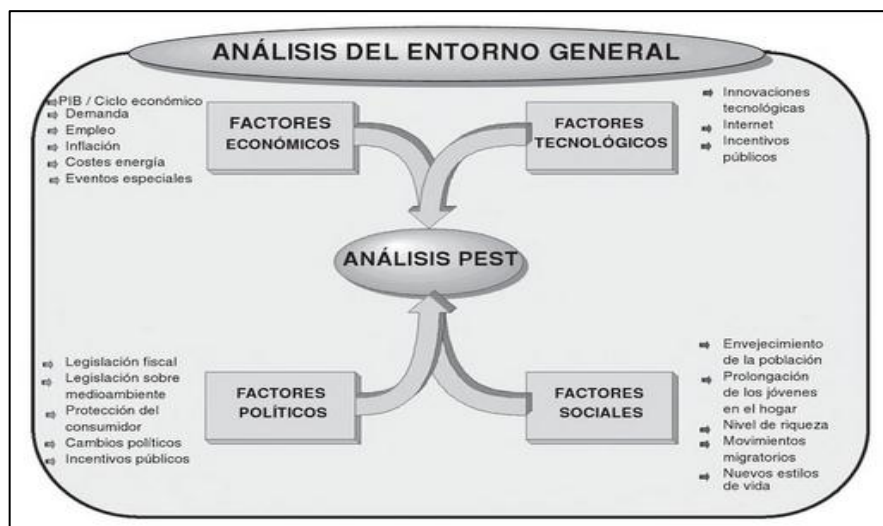 ANÁLISIS DEL ENTORNO GENERAL
PIB / Ciclo económico
Demanda
Empleo
Inflación
Costes energía
Eventos especiales
FACTORES
ECONÓMICOS
FACTORES
TECNOLÓGICOS
Innovaciones
tecnológicas
Internet
Incentivos
públicos
ANÁLISIS PEST
Legislación fiscal
Legislación sobre
medioambiente
Protección del
consumidor
Cambios políticos
Incentivos públicos
FACTORES
POLÍTICOS
FACTORES
SOCIALES
Envejecimiento
de la población
Prolongación
de los jóvenes
en el hogar
Nivel de riqueza
Movimientos
migratorios
Nuevos estilos
de vida